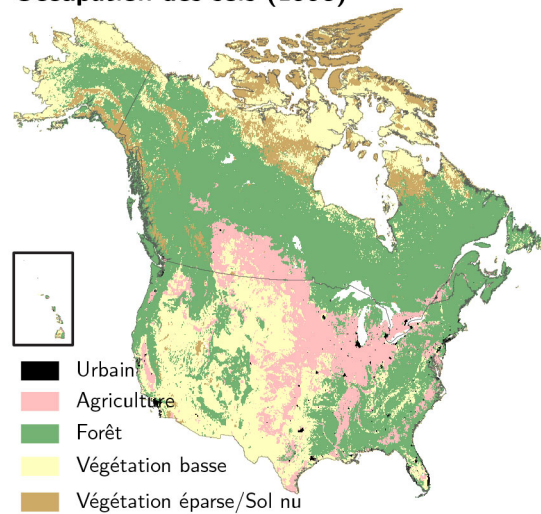 Urbain
Agriculture
Forêt
Végétation basse
Végétation éparse/Sol nu